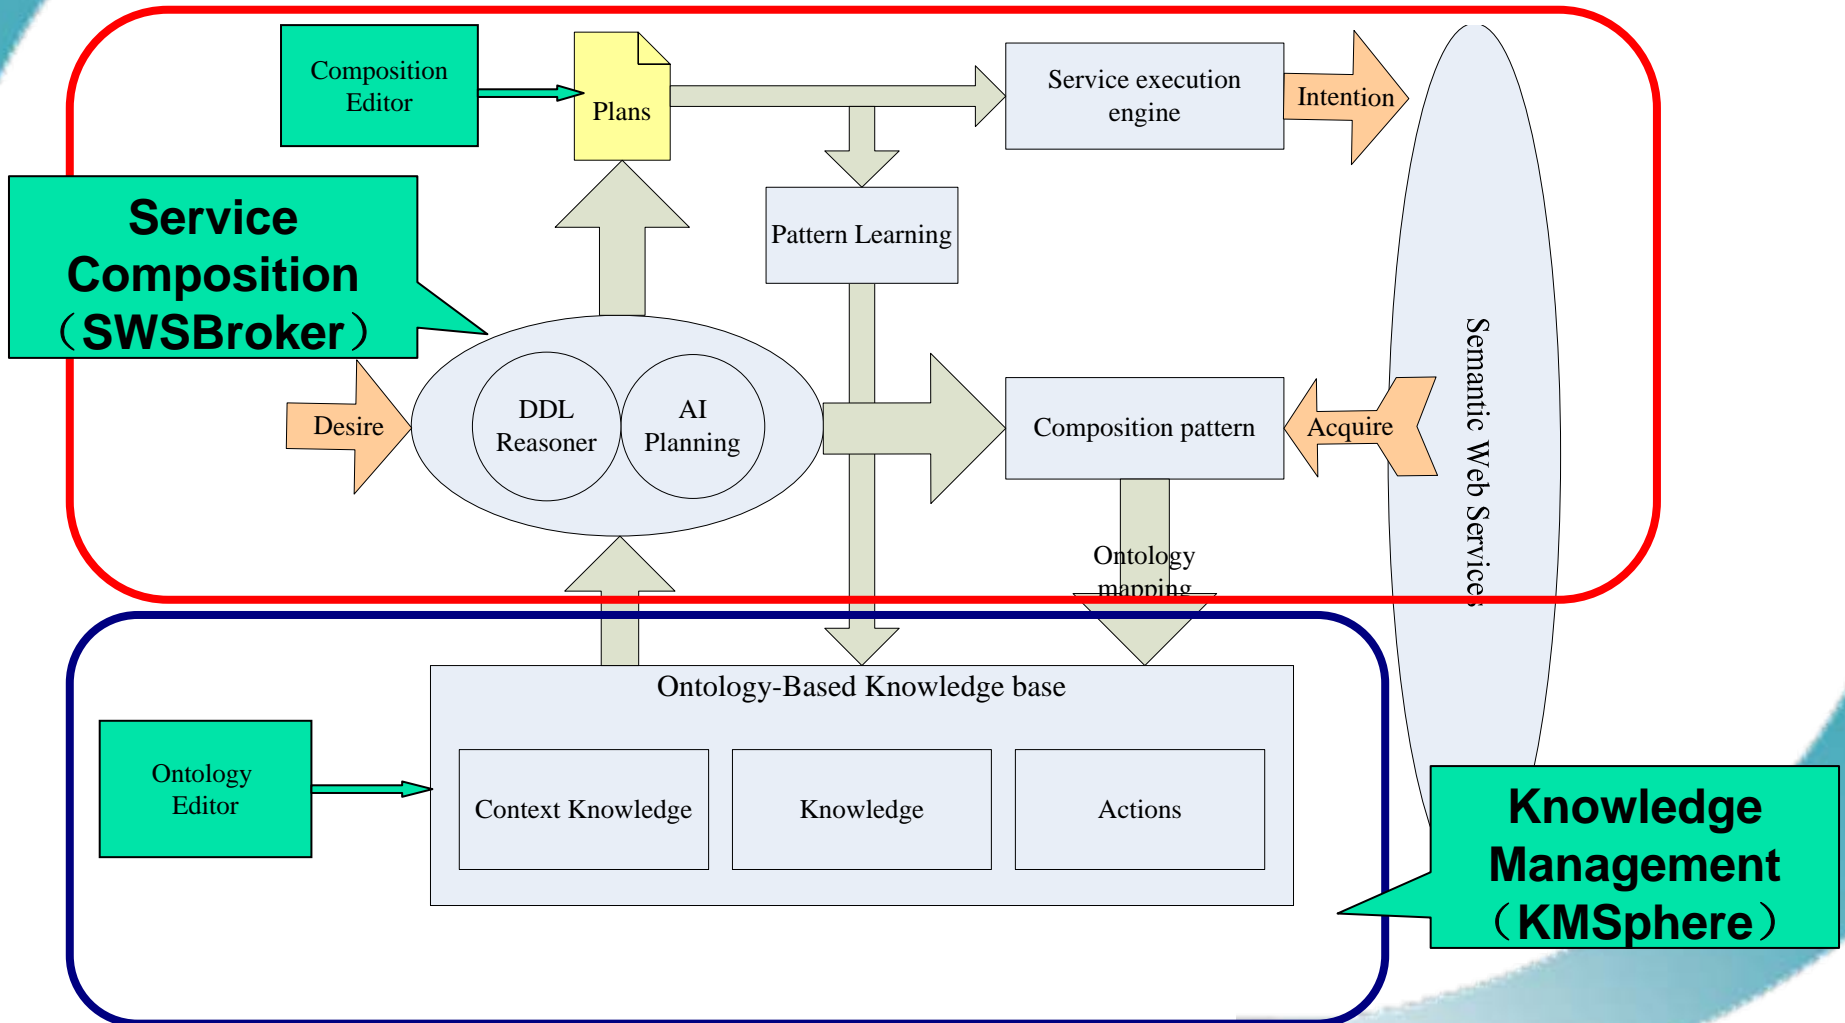 Composition
Editor
Plans
Service execution
engine
Intention
Service
Composition
（SWSBroker）
Pattern Learning
Desire
DDL
Reasoner
AI
Planning
Composition pattern
Acquire
Semantic Web Services
Ontology
mapping
Ontology-Based Knowledge base
Ontology
Editor
Context Knowledge
Knowledge
Actions
Knowledge
Management
（KMSphere）